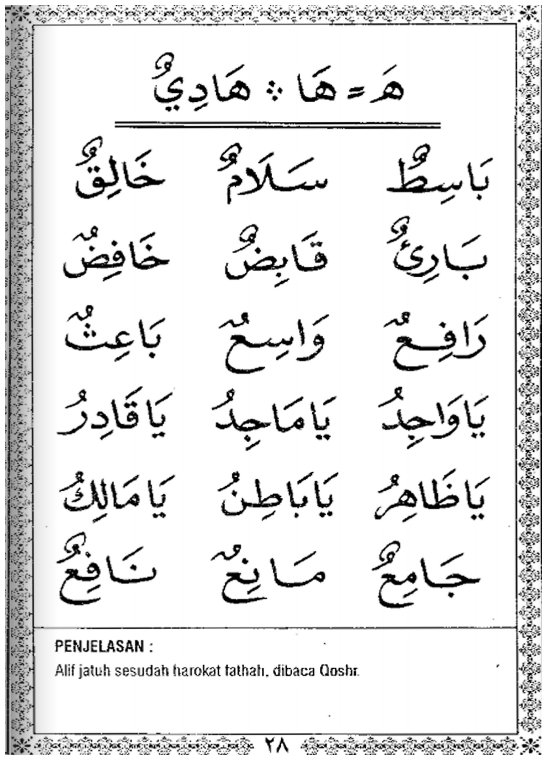 هَ = هَا ؞ هَادِيٌ
بَاسِطٌ سَلَامٌ خَالِقٌ
بَارِئٌ قَابِضٌ خَافِضٌ
رَافِعٌ وَاسِعٌ بَاعِثٌ
يَاوَاجِدُ يَامَاجِدُ يَاقَادِرُ
يَاظَاهِرُ يَابَاطِنُ يَامَالِكُ
جَامِعٌ مَانِعٌ نَافِعٌ
PENJELASAN :
Alif jatuh sesudah harokat fathah, dibaca Qoshr.
٢٨